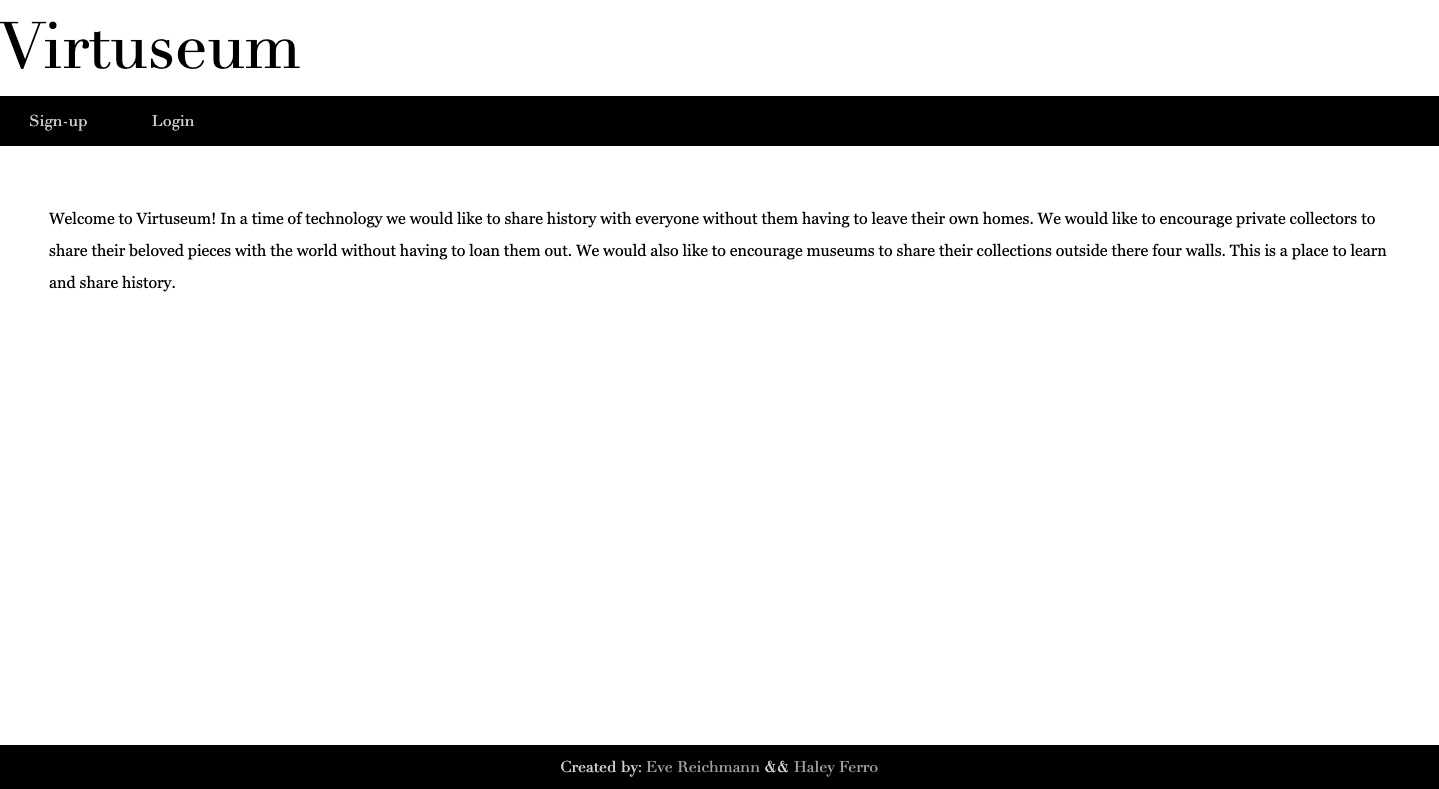 Virtuseum
Sign-up Login
Welcome to Virtuseum! In a time of technology we would like to share history with everyone without them having to leave their own homes. We would like to encourage private collectors to
share their beloved pieces with the world without having to loan them out. We would also like to encourage museums to share their collections outside there four walls. This is a place to learn
and share history.
Created by: Eve Reichmann && Haley Ferro